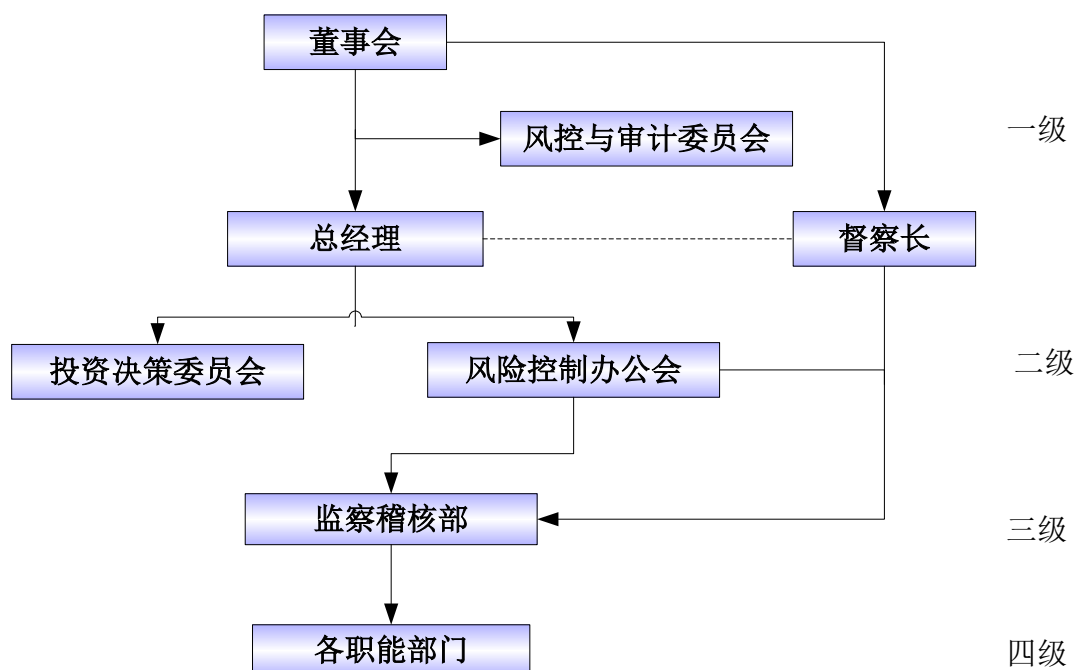 董事会
风控与审计委员会
一级
总经理
督察长
投资决策委员会
风险控制办公会
二级
监察稽核部
三级
各职能部门
四级